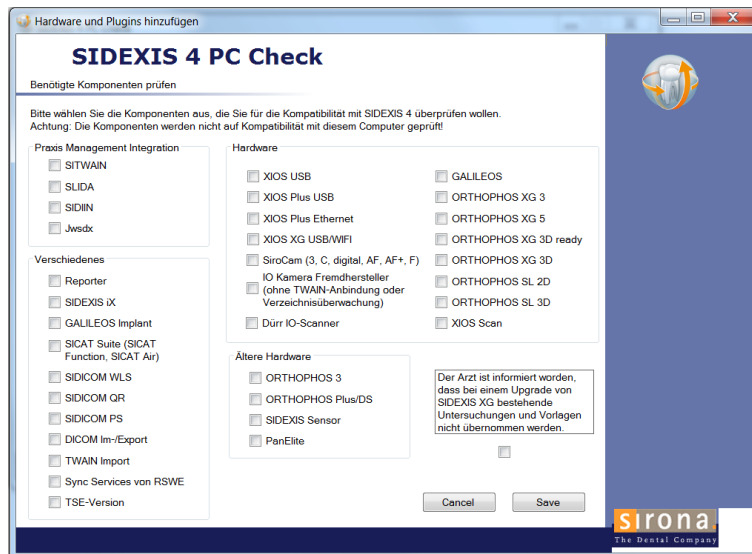 Hardware und Plugins hinzufügen
SIDEXIS 4 PC Check
Benötigte Komponenten prüfen
Bitte wählen Sie die Komponenten aus, die Sie für die Kompatibilität mit SIDEXIS 4 überprüfen wollen.
Achtung: Die Komponenten werden nicht auf Kompatibilität mit diesem Computer geprüft!
Praxis Management Integration
SITWAIN
SLIDA
SIDIIN
Jwsdx
Verschiedenes
Reporter
SIDEXIS iX
GALILEOS Implant
SICAT Suite (SICAT
Function, SICAT Air)
SIDICOM WLS
SIDICOM QR
SIDICOM PS
DICOM Im-/Export
TWAIN Import
Sync Services von RSWE
TSE-Version
Hardware
XIOS USB
XIOS Plus USB
XIOS Plus Ethernet
XIOS XG USB/WIFI
SiroCam (3, C, digital, AF, AF+, F)
IO Kamera Fremdhersteller
(ohne TWAIN-Anbindung oder
Verzeichnisüberwachung)
Dürr IO-Scanner
GALILEOS
ORTHOPHOS XG 3
ORTHOPHOS XG 5
ORTHOPHOS XG 3D ready
ORTHOPHOS XG 3D
ORTHOPHOS SL 2D
ORTHOPHOS SL 3D
XIOS Scan
Ältere Hardware
ORTHOPHOS 3
ORTHOPHOS Plus/DS
SIDEXIS Sensor
PanElite
Der Arzt ist informiert worden,
dass bei einem Upgrade von
SIDEXIS XG bestehende
Untersuchungen und Vorlagen
nicht übernommen werden.
Cancel
Save
sirona.
The Dental Company